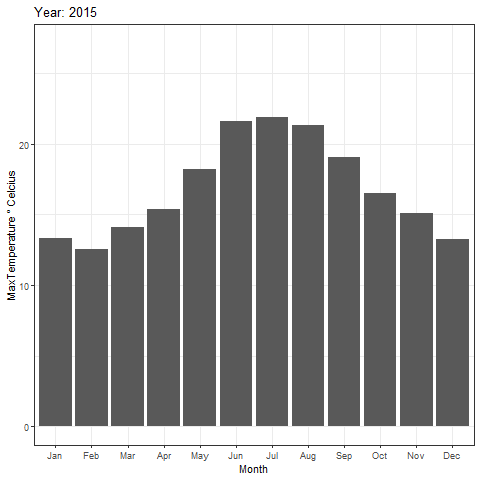 Year: 2015
MaxTemperature ° Celcius
20
10
0
Jan Feb Mar Apr May Jun Jul Aug Sep Oct Nov Dec
Month